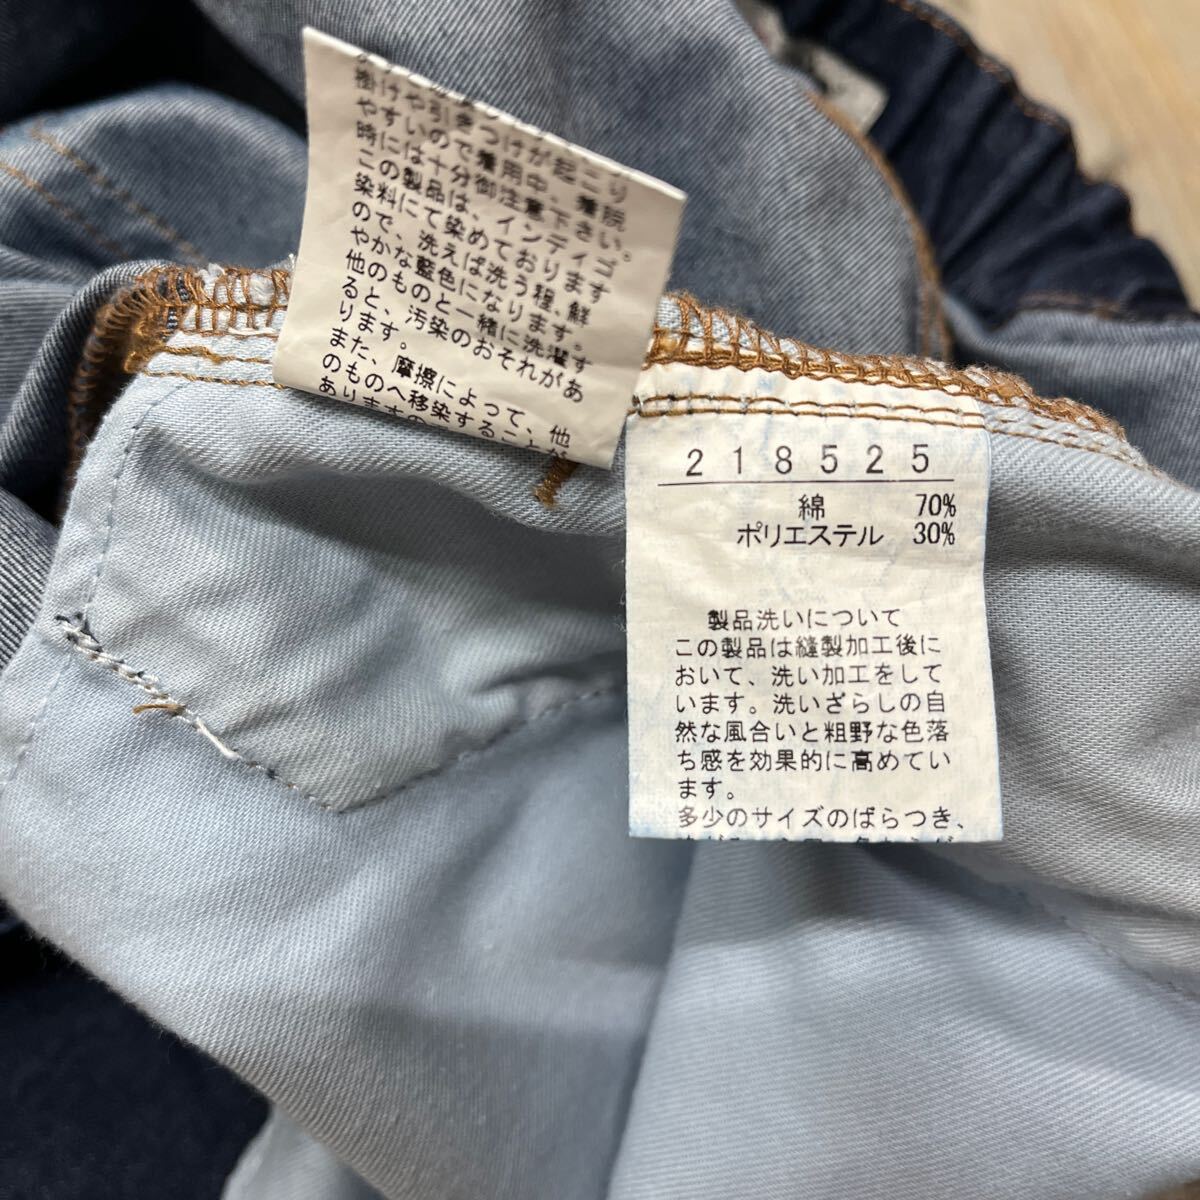 掛けや引きつけが起こり
やすいので着用中、着脱
時には十分御注意下さい。
この製品は、インディゴ
染料にて染めております
ので、洗えば洗う程、鮮
やかな藍色になります。
他のものと一緒に洗濯す
ると、汚染のおそれがあ
ります。
また、摩擦によって、他
のものへ移染することが
218525
綿 70%
ポリエステル 30%
製品洗いについて
この製品は縫製加工後に
おいて、洗い加工をして
います。洗いざらしの自
然な風合いと粗野な色落
ち感を効果的に高めてい
ます。
多少のサイズのばらつき、